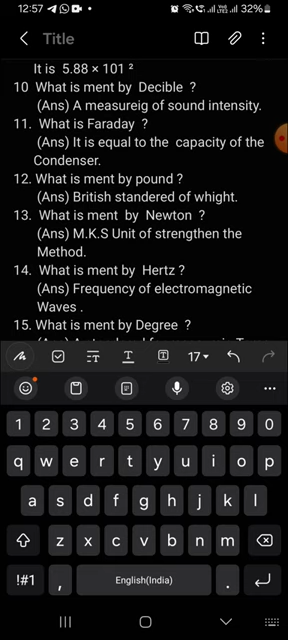 12:57
32%
Title
It is 5.88 × 101 ²
10 What is ment by Decible ?
(Ans) A measureig of sound intensity.
11. What is Faraday ?
(Ans) It is equal to the capacity of the
Condenser.
12. What is ment by pound ?
(Ans) British standered of whight.
13. What is ment by Newton ?
(Ans) M.K.S Unit of strengthen the
Method.
14. What is ment by Hertz ?
(Ans) Frequency of electromagnetic
Waves .
15. What is ment by Degree ?
17
1 2 3 4 5 6 7 8 9 0
q w e r t y u i o p
a s d f g h j k l
z x c v b n m
!#1 , English(India) .